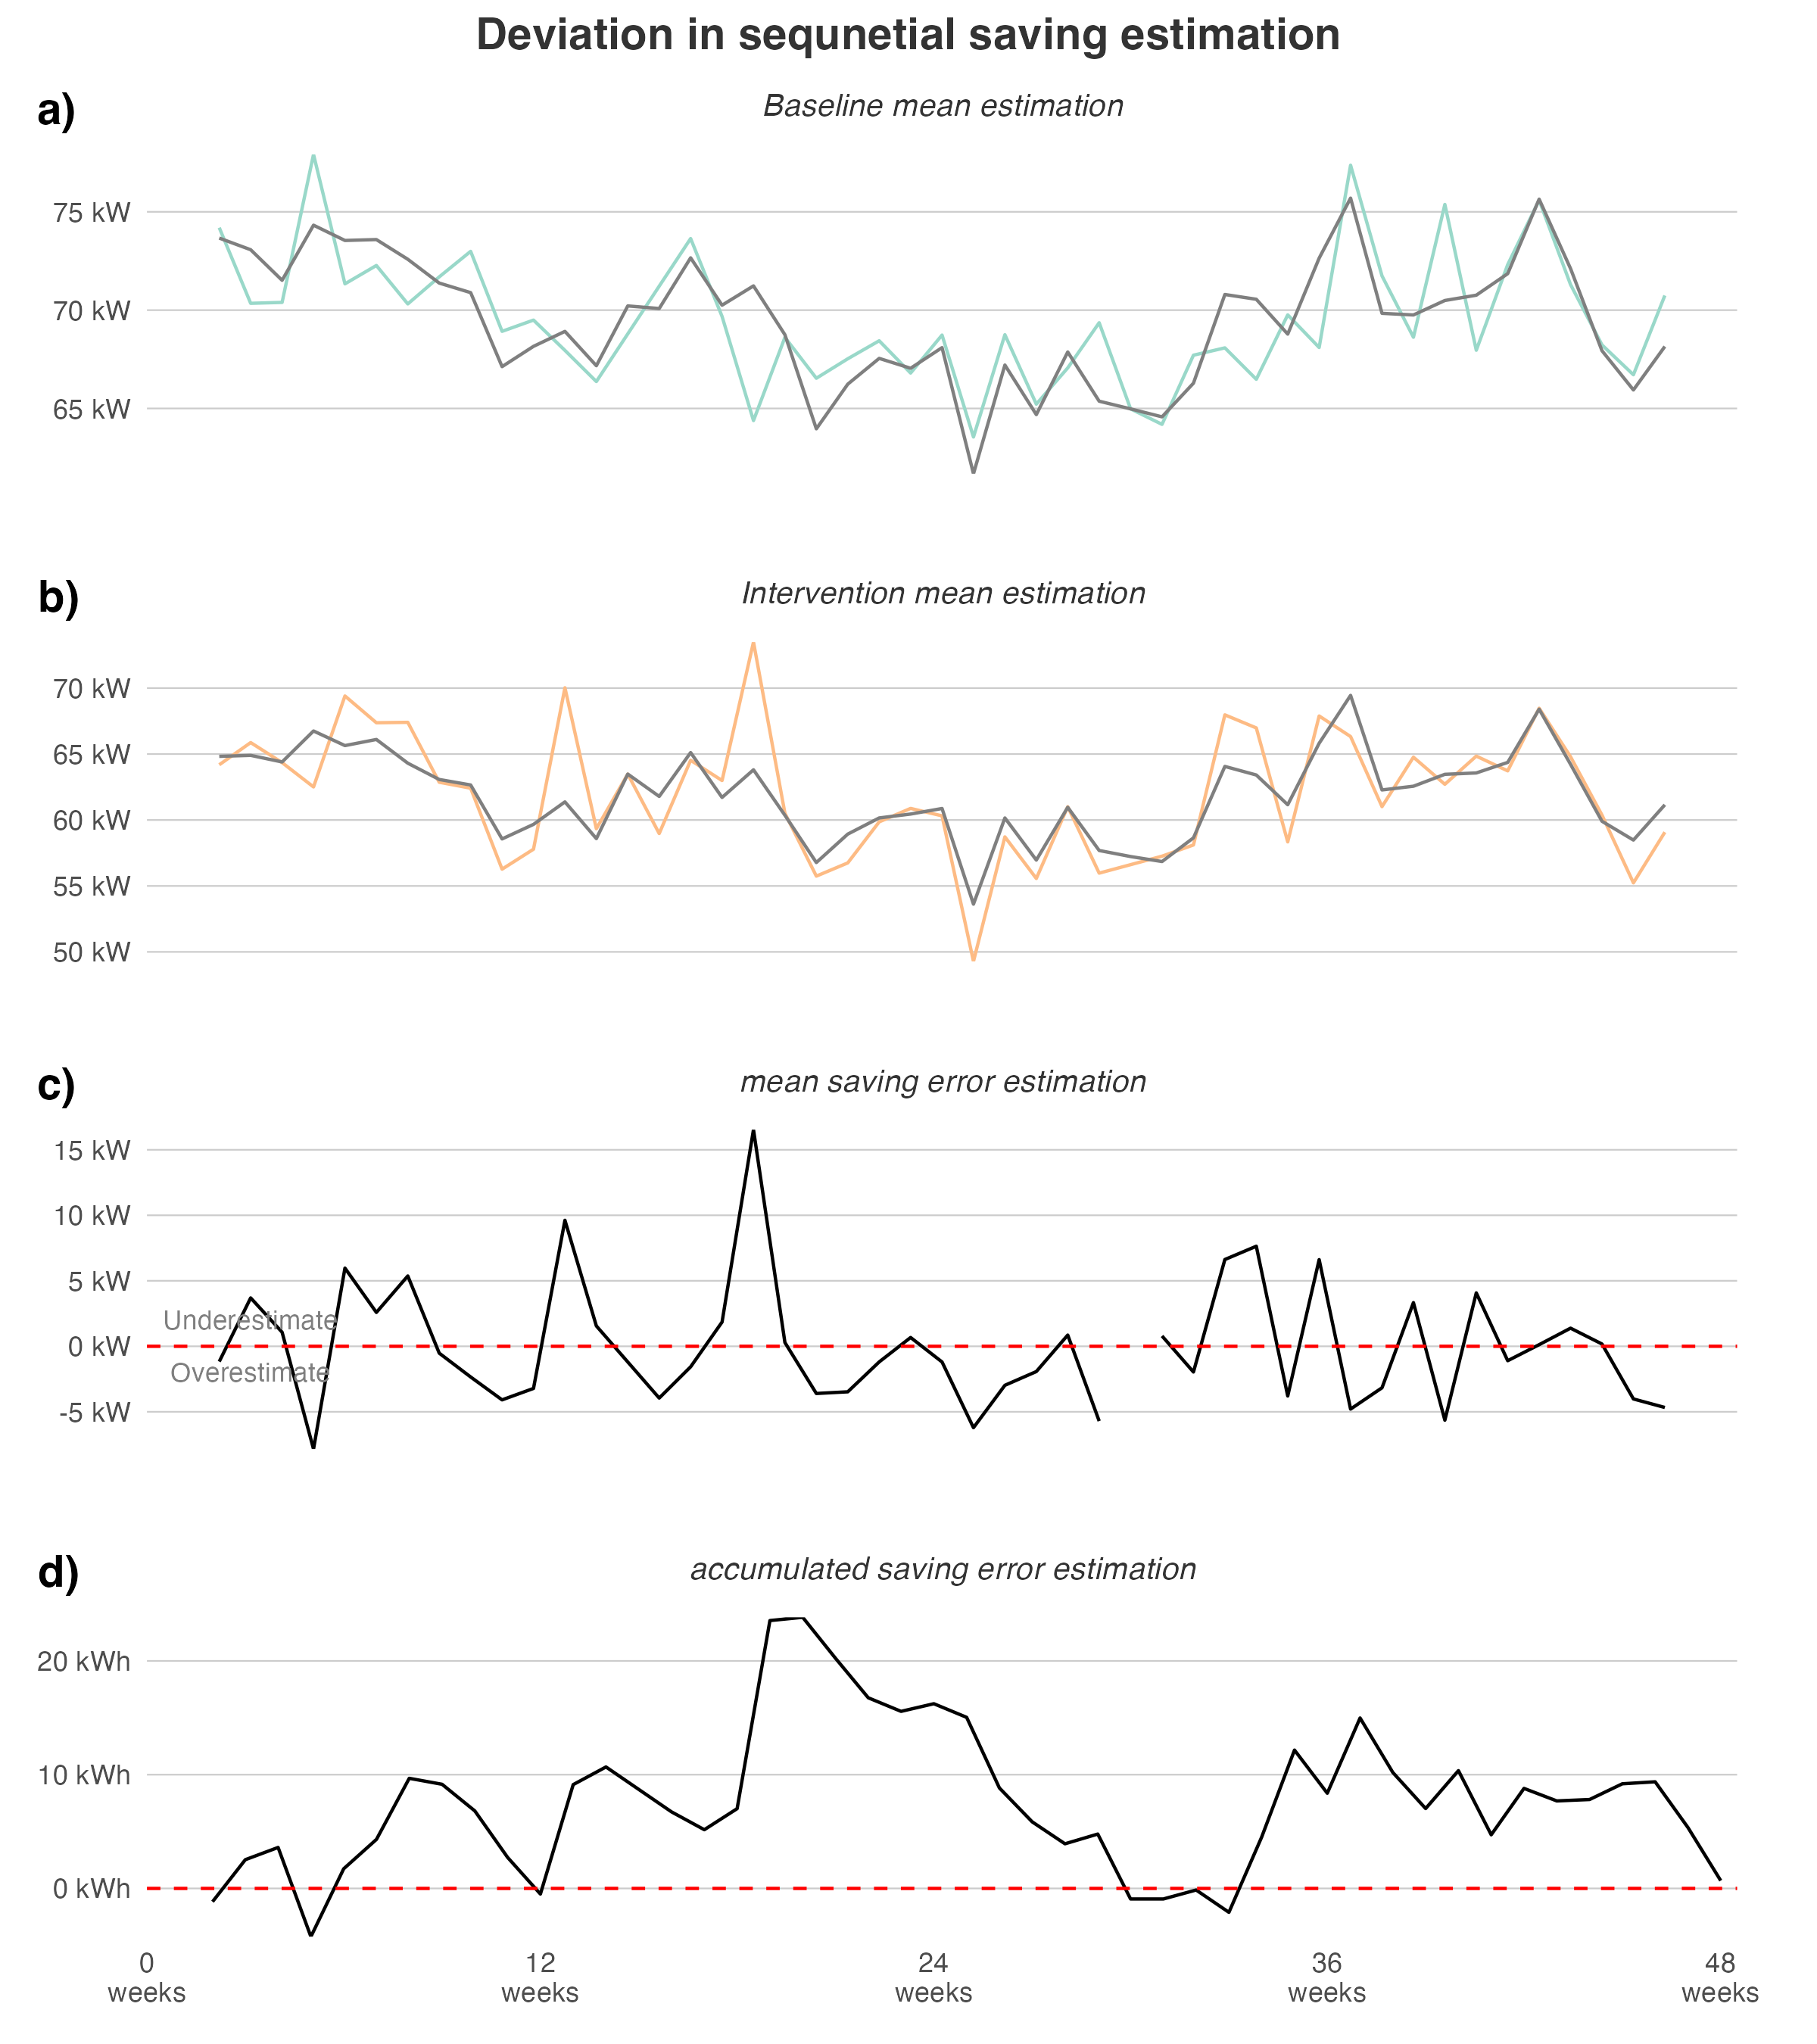 Deviation in sequnetial saving estimation
a)
Baseline mean estimation
75 kW
70 kW
65 kW
b)
Intervention mean estimation
70 kW
65 kW
60 kW
55 kW
50 kW
c)
mean saving error estimation
15 kW
10 kW
5 kW
Underestimate
0 kW
Overestimate
-5 kW
d)
accumulated saving error estimation
20 kWh
10 kWh
0 kWh
0 12 24 36 48
weeks weeks weeks weeks weeks